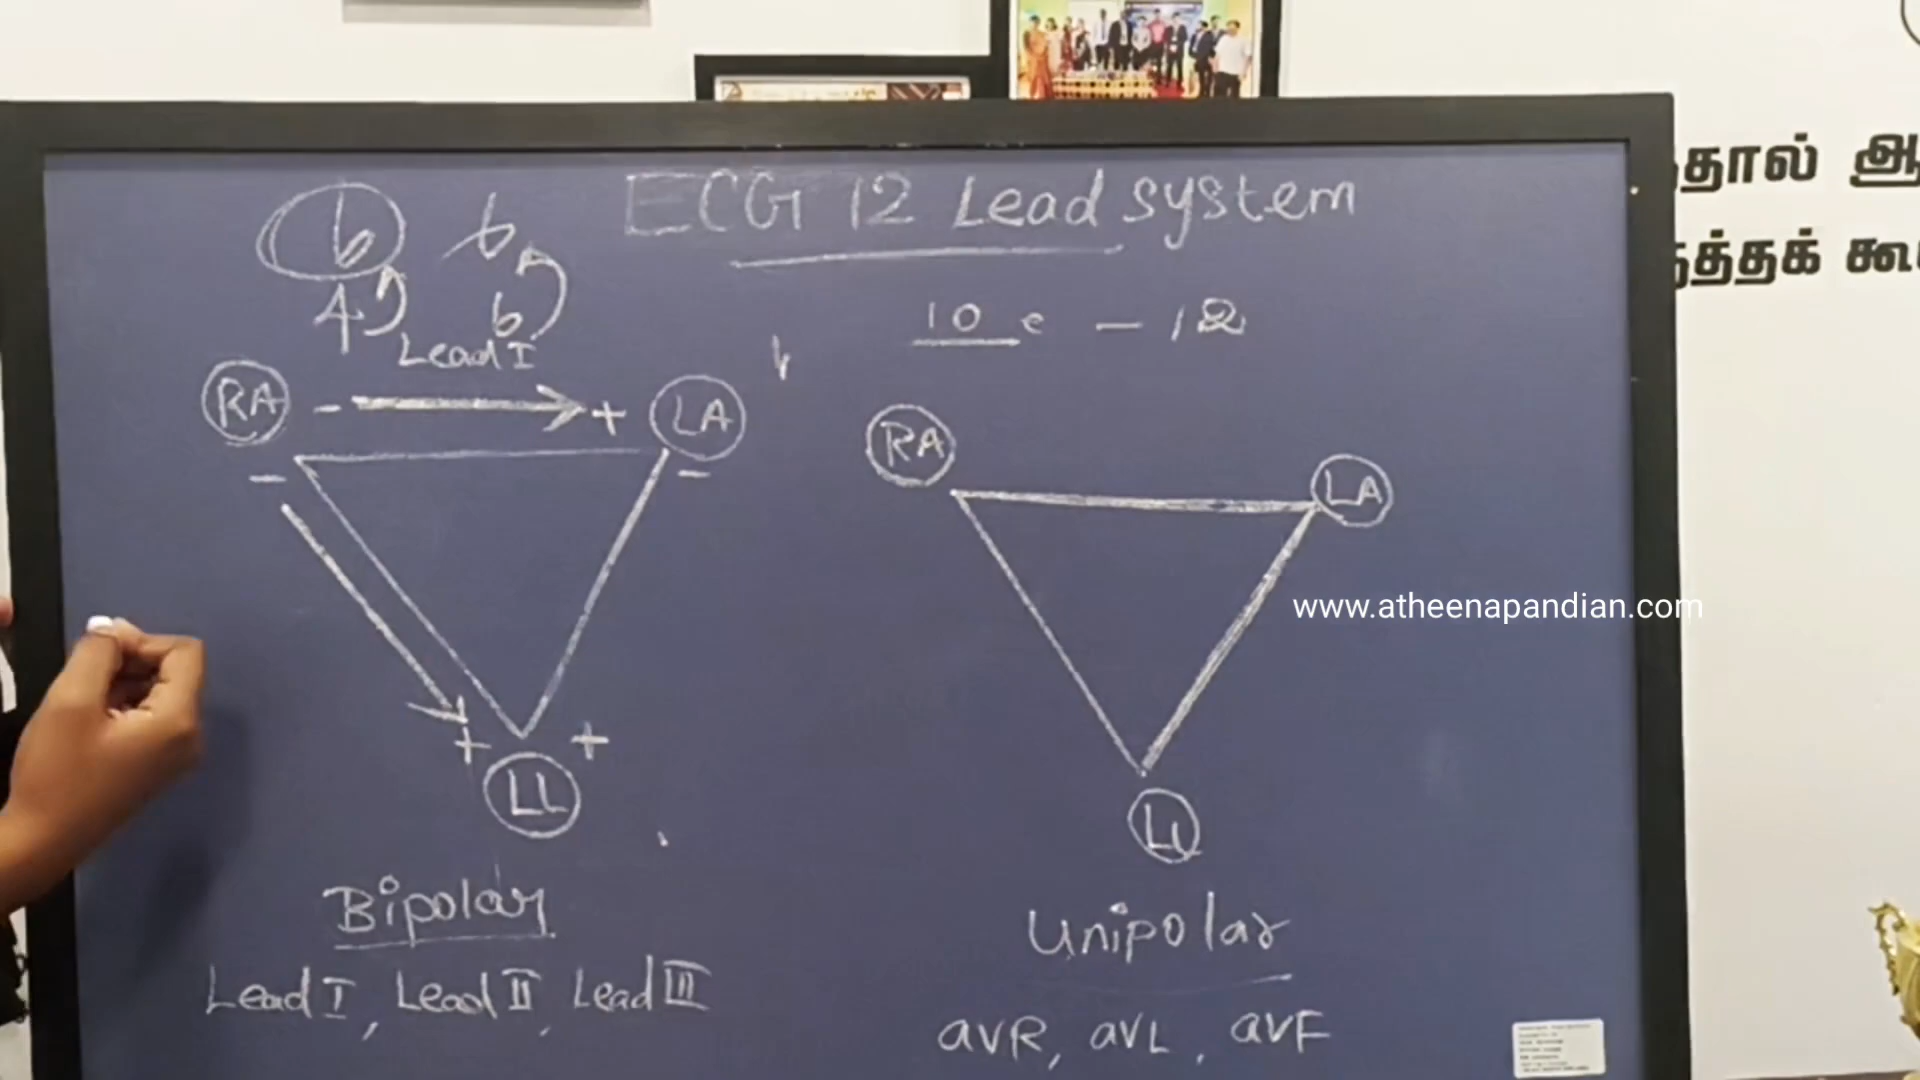 ECG 12 Lead system
6 6
4 6
10 e - 12
Lead I
RA - + LA
- -
+ +
LL
RA
LA
LL
Bipolar
Lead I, Lead II, Lead III
Unipolar
aVR, aVL, aVF
www.atheenapandian.com